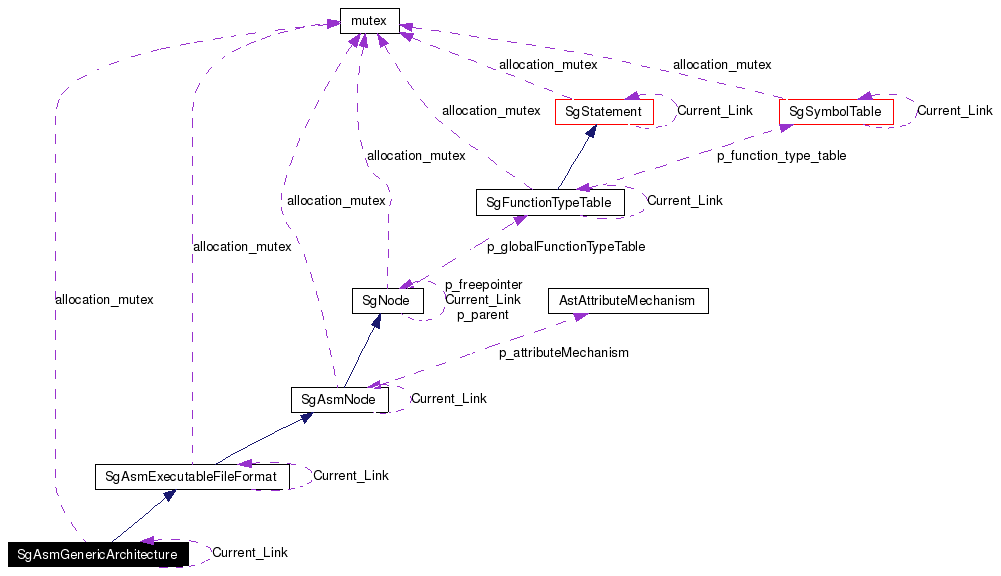 mutex
allocation_mutex
allocation_mutex
SgStatement
Current_Link
SgSymbolTable
Current_Link
allocation_mutex
allocation_mutex
p_function_type_table
allocation_mutex
SgFunctionTypeTable
Current_Link
allocation_mutex
p_globalFunctionTypeTable
allocation_mutex
SgNode
p_freepointer
Current_Link
p_parent
AstAttributeMechanism
p_attributeMechanism
SgAsmNode
Current_Link
SgAsmExecutableFileFormat
Current_Link
SgAsmGenericArchitecture
Current_Link